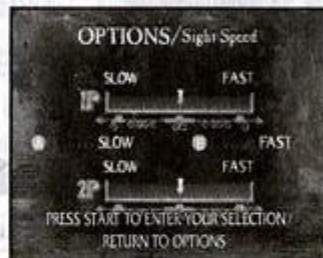 OPTIONS/Sight Speed
SLOW FAST
1P
A SLOW B FAST
SLOW FAST
2P
PRESS START TO ENTER YOUR SELECTION/
RETURN TO OPTIONS